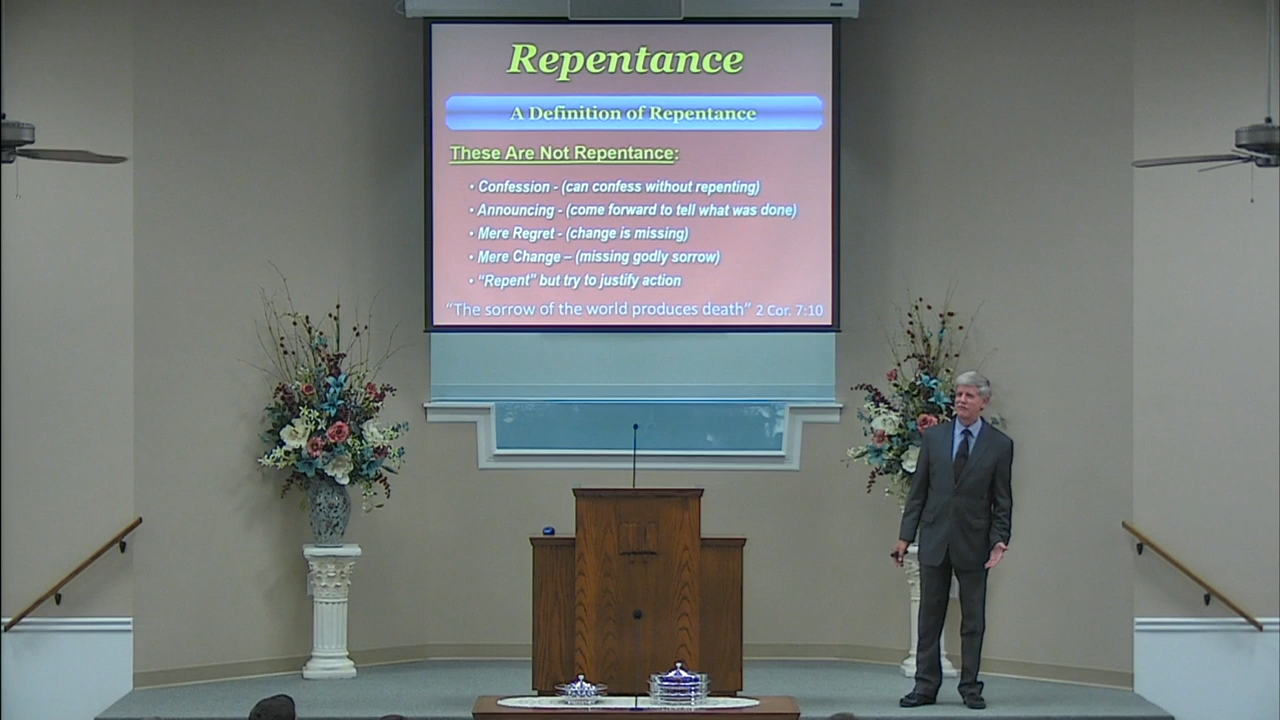 Repentance
A Definition of Repentance
These Are Not Repentance:
• Confession - (can confess without repenting)
• Announcing - (come forward to tell what was done)
• Mere Regret - (change is missing)
• Mere Change – (missing godly sorrow)
• “Repent” but try to justify action
“The sorrow of the world produces death” 2 Cor. 7:10